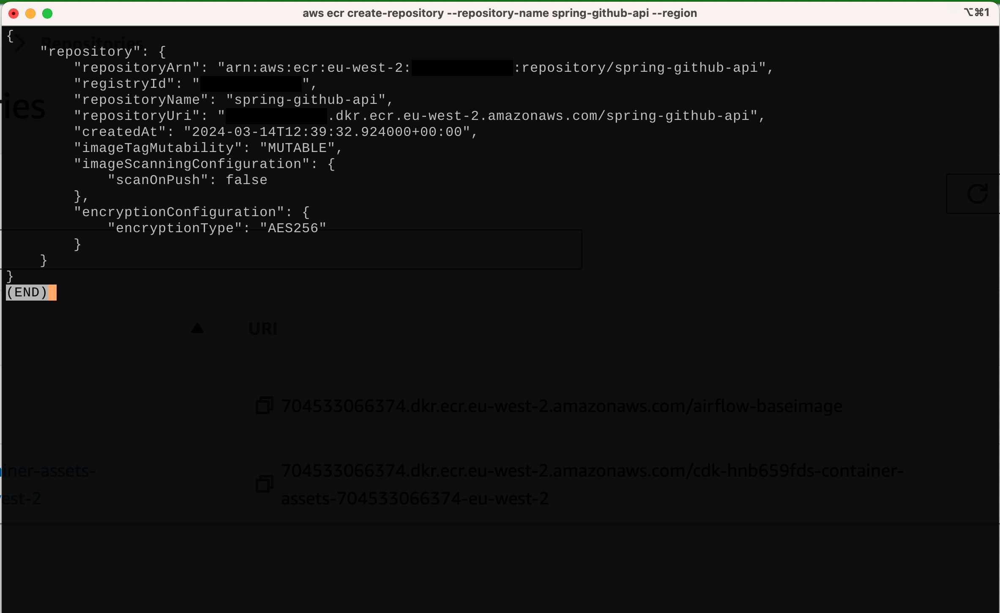 aws ecr create-repository --repository-name spring-github-api --region
⌥⌘1
{
Repositories
"repository": {
"repositoryArn": "arn:aws:ecr:eu-west-2: :repository/spring-github-api",
"registryId": " ",
"repositoryName": "spring-github-api",
ries
"repositoryUri": " .dkr.ecr.eu-west-2.amazonaws.com/spring-github-api",
"createdAt": "2024-03-14T12:39:32.924000+00:00",
"imageTagMutability": "MUTABLE",
"imageScanningConfiguration": {
"scanOnPush": false
},
"encryptionConfiguration": {
"encryptionType": "AES256"
}
}
}
(END)
URI
704533066374.dkr.ecr.eu-west-2.amazonaws.com/airflow-baseimage
iner-assets-
704533066374.dkr.ecr.eu-west-2.amazonaws.com/cdk-hnb659fds-container-
est-2
assets-704533066374-eu-west-2